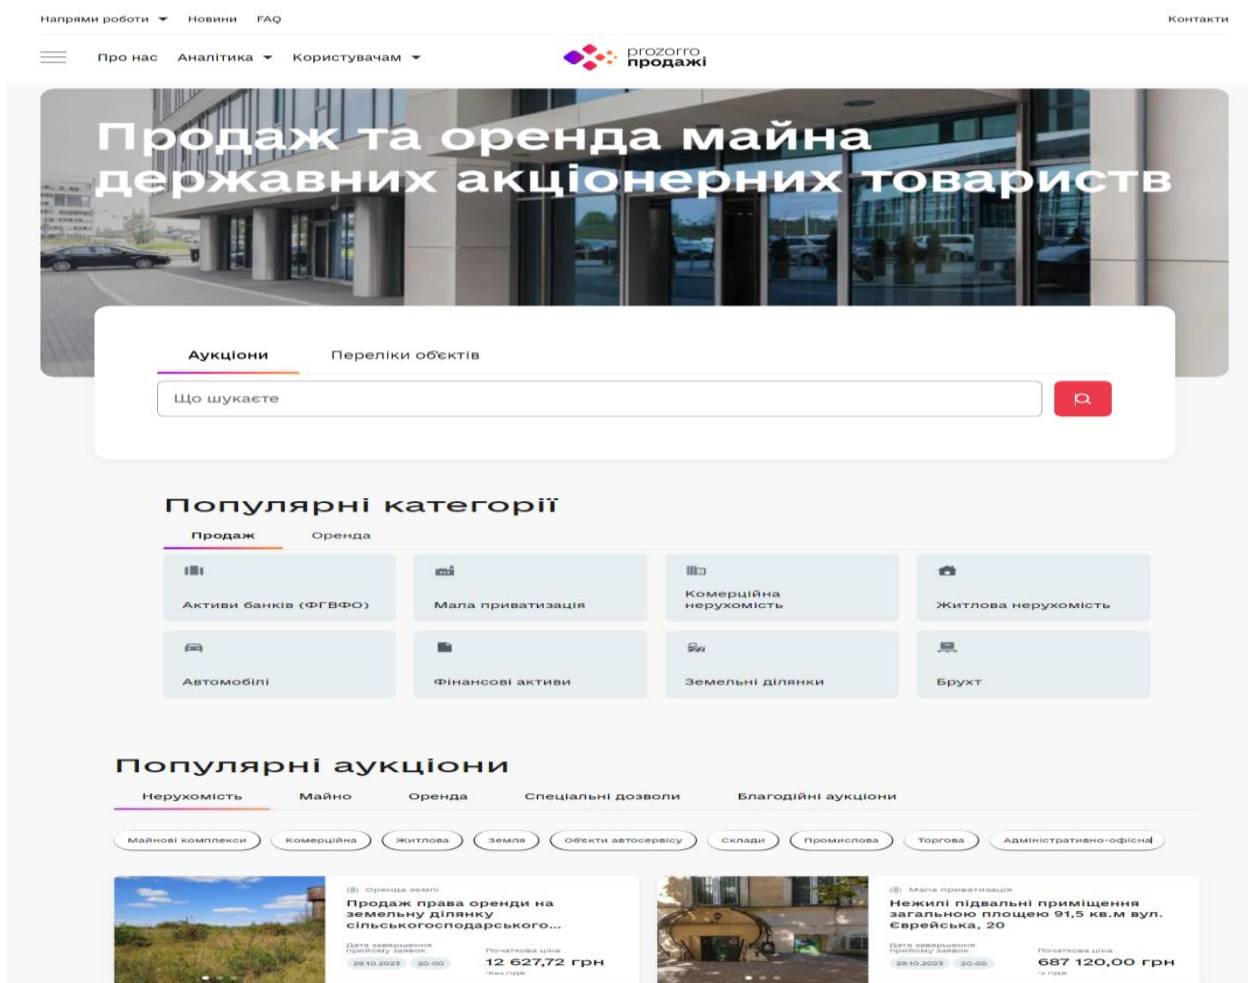 Напрями роботи Новини FAQ Контакти
Про нас Аналітика Користувачам
prozorro
продажі
Продаж та оренда майна
державних акціонерних товариств
Аукціони Переліки об'єктів
Що шукаєте
Популярні категорії
Продаж Оренда
Активи банків (ФГВФО) Мала приватизація Комерційна нерухомість Житлова нерухомість
Автомобілі Фінансові активи Земельні ділянки Брухт
Популярні аукціони
Нерухомість Майно Оренда Спеціальні дозволи Благодійні аукціони
Майнові комплекси Комерційна Житлова Земля Об'єкти автосервісу Склади Промислова Торгова Адміністративно-офісна
Оренда землі
Продаж права оренди на
земельну ділянку
сільськогосподарського...
Дата завершення
прийому заявок Початкова ціна
29.10.2023 20:00 12 627,72 грн
*без ПДВ
Мала приватизація
Нежилі підвальні приміщення
загальною площею 91,5 кв.м вул.
Єврейська, 20
Дата завершення
прийому заявок Початкова ціна
29.10.2023 20:00 687 120,00 грн
*з ПДВ